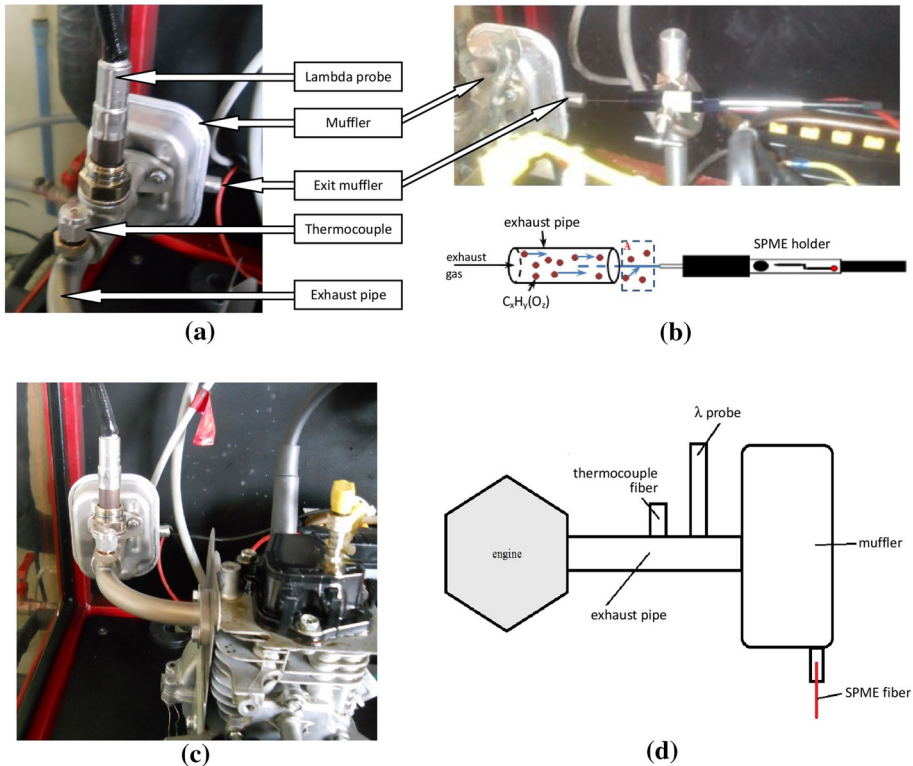 Lambda probe
Muffler
Exit muffler
Thermocouple
Exhaust pipe
(a)
exhaust pipe
exhaust
gas
A
CxHy(Oz)
SPME holder
(b)
(c)
λ probe
thermocouple
fiber
engine
muffler
exhaust pipe
SPME fiber
(d)